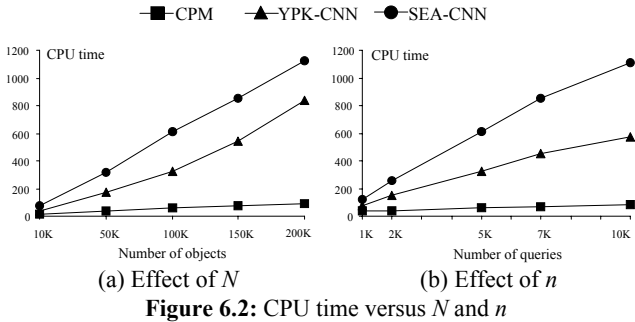 CPM YPK-CNN SEA-CNN
CPU time
1200
1000
800
600
400
200
0
10K 50K 100K 150K 200K
Number of objects
(a) Effect of N
CPU time
1200
1000
800
600
400
200
0
1K 2K 5K 7K 10K
Number of queries
(b) Effect of n
Figure 6.2: CPU time versus N and n